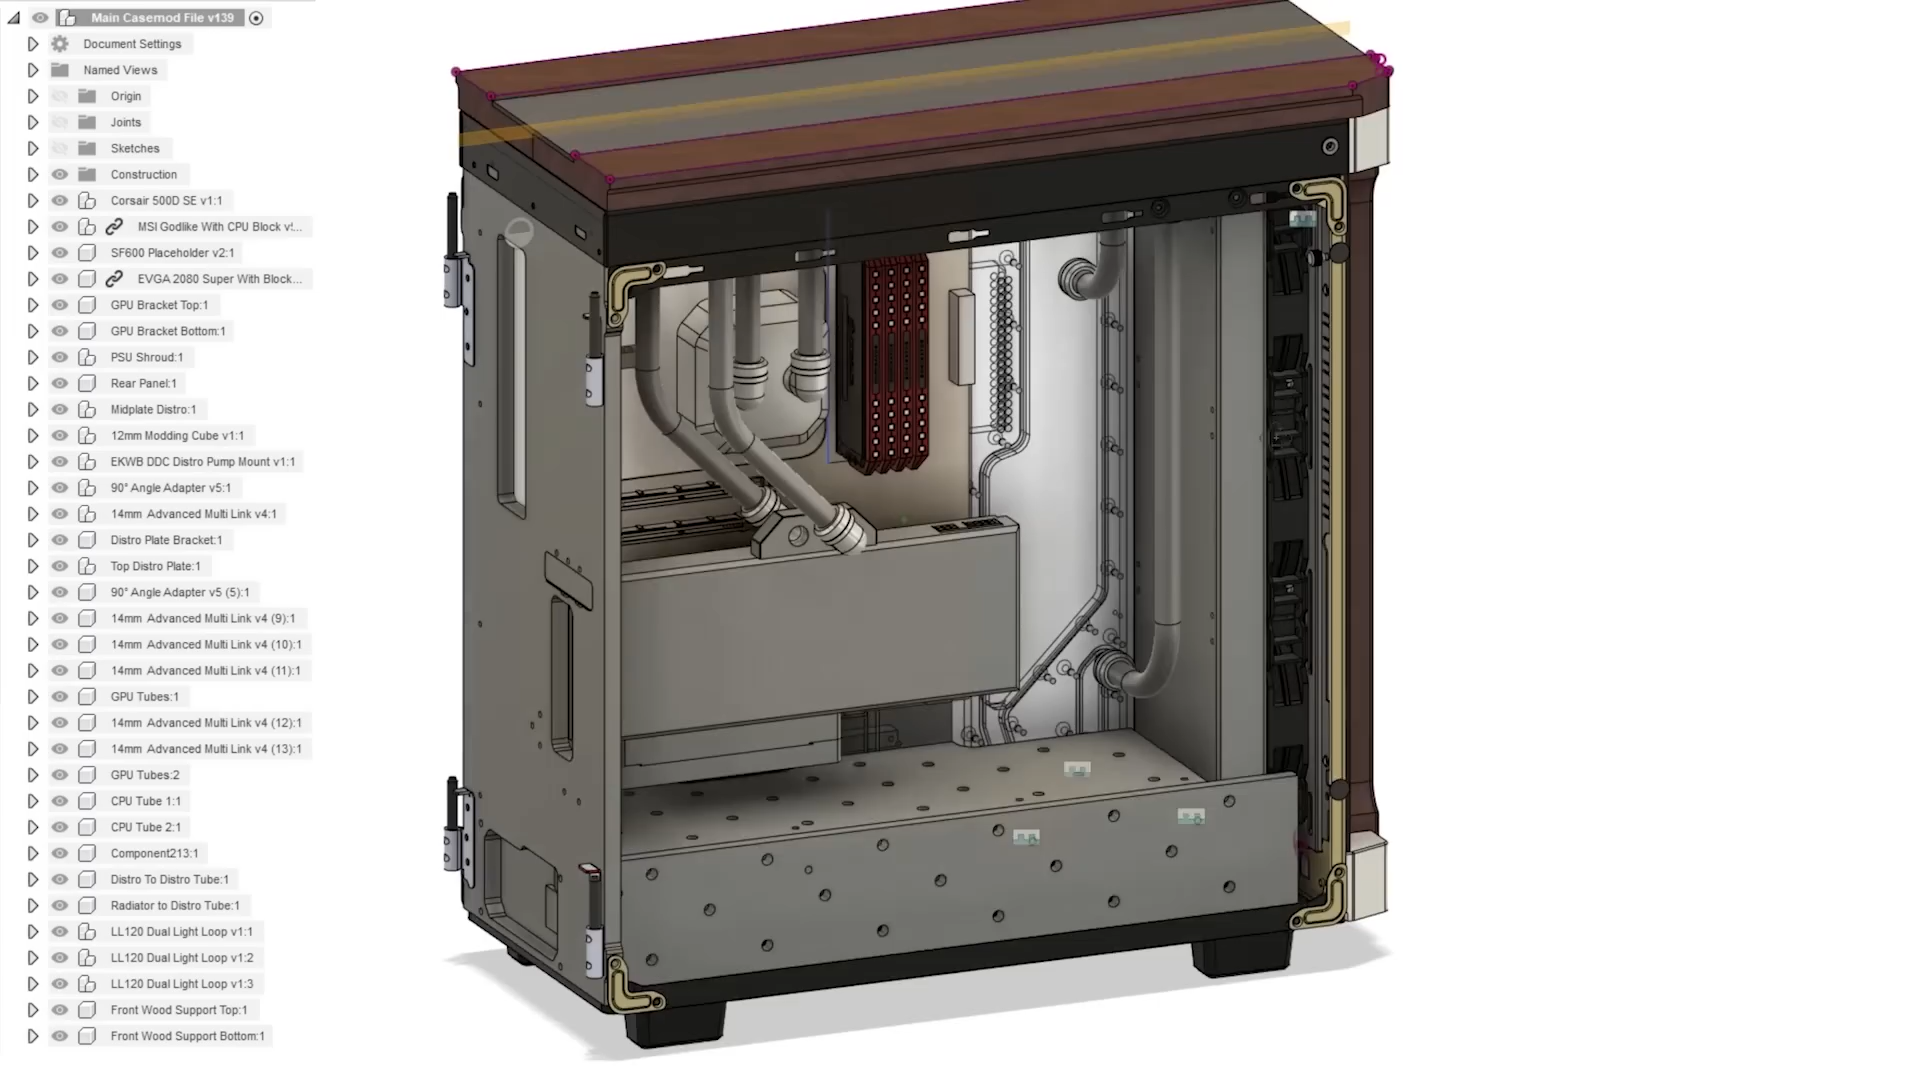 Main Casemod File v139
Document Settings
Named Views
Origin
Joints
Sketches
Construction
Corsair 500D SE v1:1
MSI Godlike With CPU Block v!...
SF600 Placeholder v2:1
EVGA 2080 Super With Block...
GPU Bracket Top:1
GPU Bracket Bottom:1
PSU Shroud:1
Rear Panel:1
Midplate Distro:1
12mm Modding Cube v1:1
EKWB DDC Distro Pump Mount v1:1
90° Angle Adapter v5:1
14mm Advanced Multi Link v4:1
Distro Plate Bracket:1
Top Distro Plate:1
90° Angle Adapter v5 (5):1
14mm Advanced Multi Link v4 (9):1
14mm Advanced Multi Link v4 (10):1
14mm Advanced Multi Link v4 (11):1
GPU Tubes:1
14mm Advanced Multi Link v4 (12):1
14mm Advanced Multi Link v4 (13):1
GPU Tubes:2
CPU Tube 1:1
CPU Tube 2:1
Component213:1
Distro To Distro Tube:1
Radiator to Distro Tube:1
LL120 Dual Light Loop v1:1
LL120 Dual Light Loop v1:2
LL120 Dual Light Loop v1:3
Front Wood Support Top:1
Front Wood Support Bottom:1